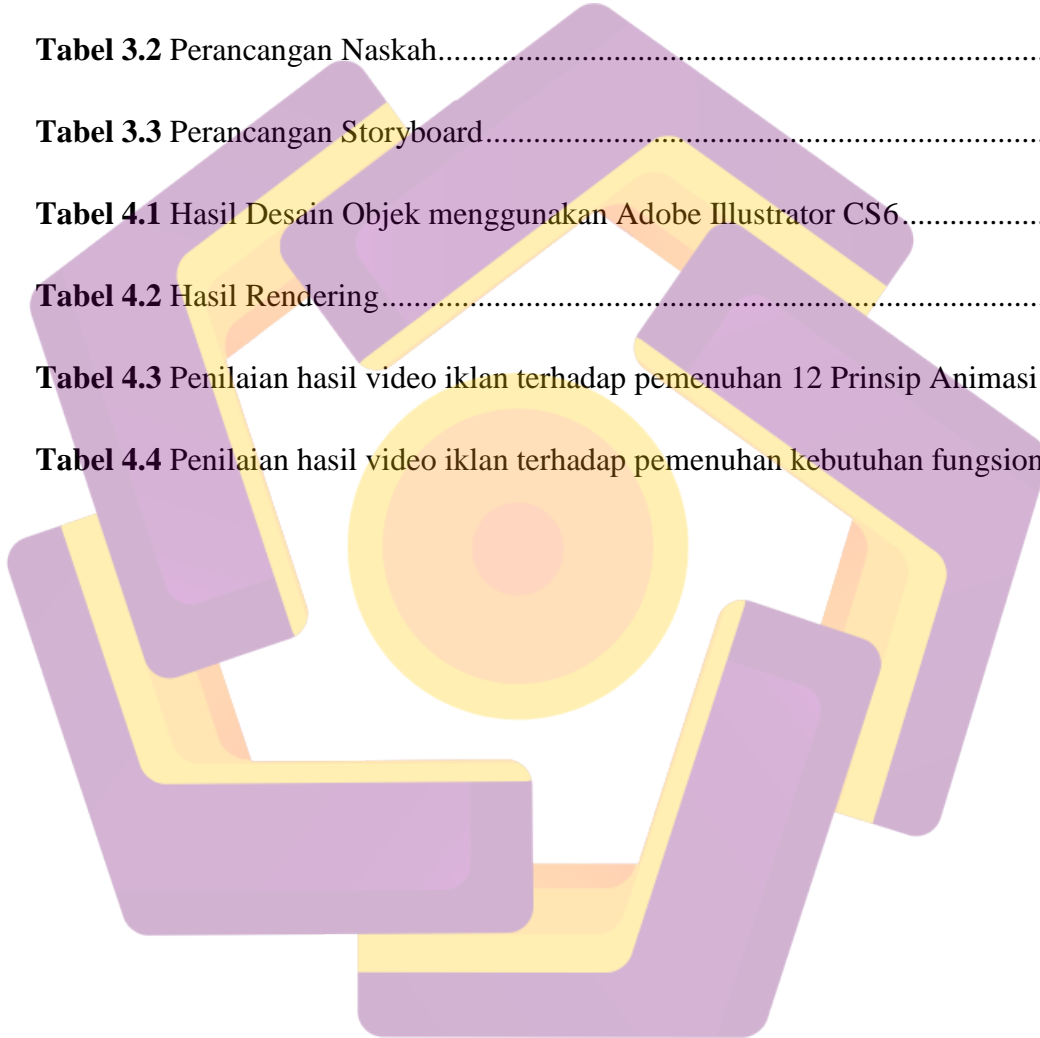 Tabel 3.2 Perancangan Naskah..........................................................................................
Tabel 3.3 Perancangan Storyboard....................................................................................
Tabel 4.1 Hasil Desain Objek menggunakan Adobe Illustrator CS6.....................
Tabel 4.2 Hasil Rendering..................................................................................................
Tabel 4.3 Penilaian hasil video iklan terhadap pemenuhan 12 Prinsip Animasi
Tabel 4.4 Penilaian hasil video iklan terhadap pemenuhan kebutuhan fungsion